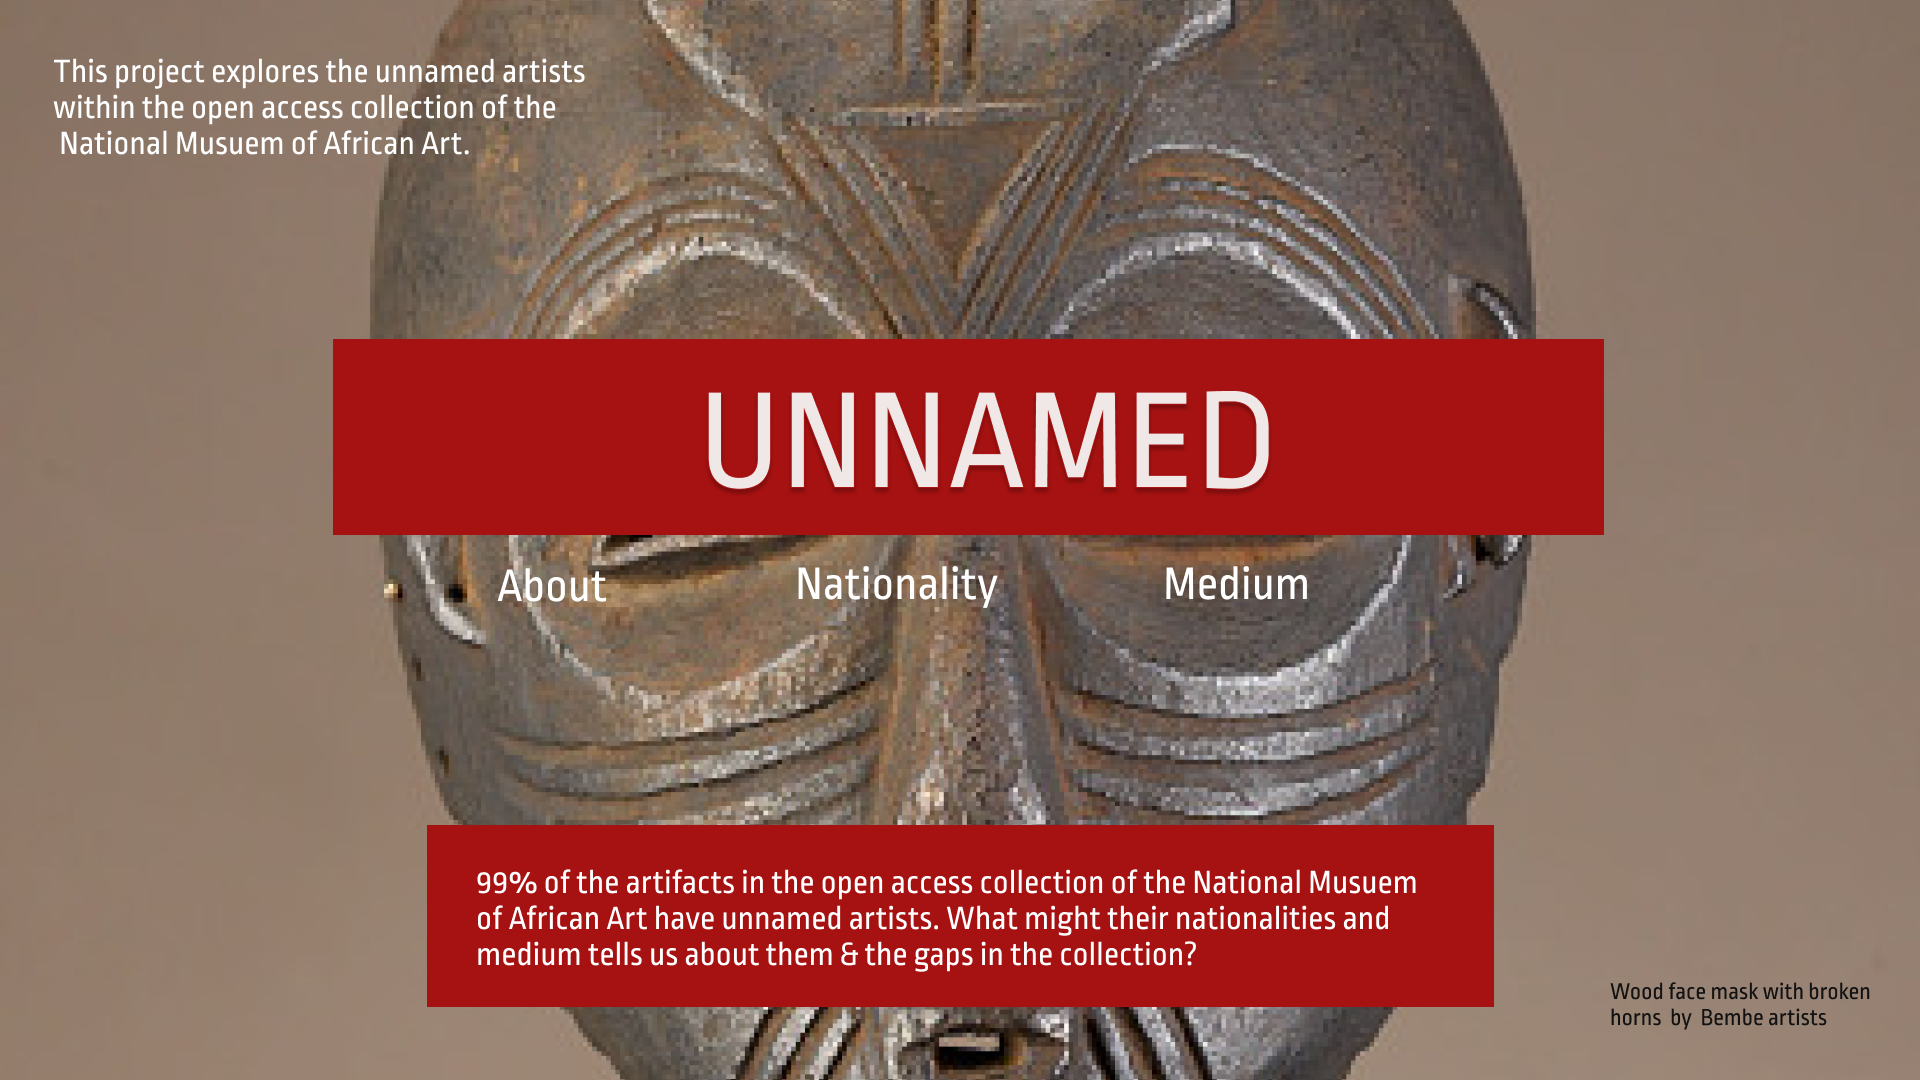 This project explores the unnamed artists
within the open access collection of the
National Musuem of African Art.
UNNAMED
About Nationality Medium
99% of the artifacts in the open access collection of the National Musuem
of African Art have unnamed artists. What might their nationalities and
medium tells us about them & the gaps in the collection?
Wood face mask with broken
horns by Bembe artists